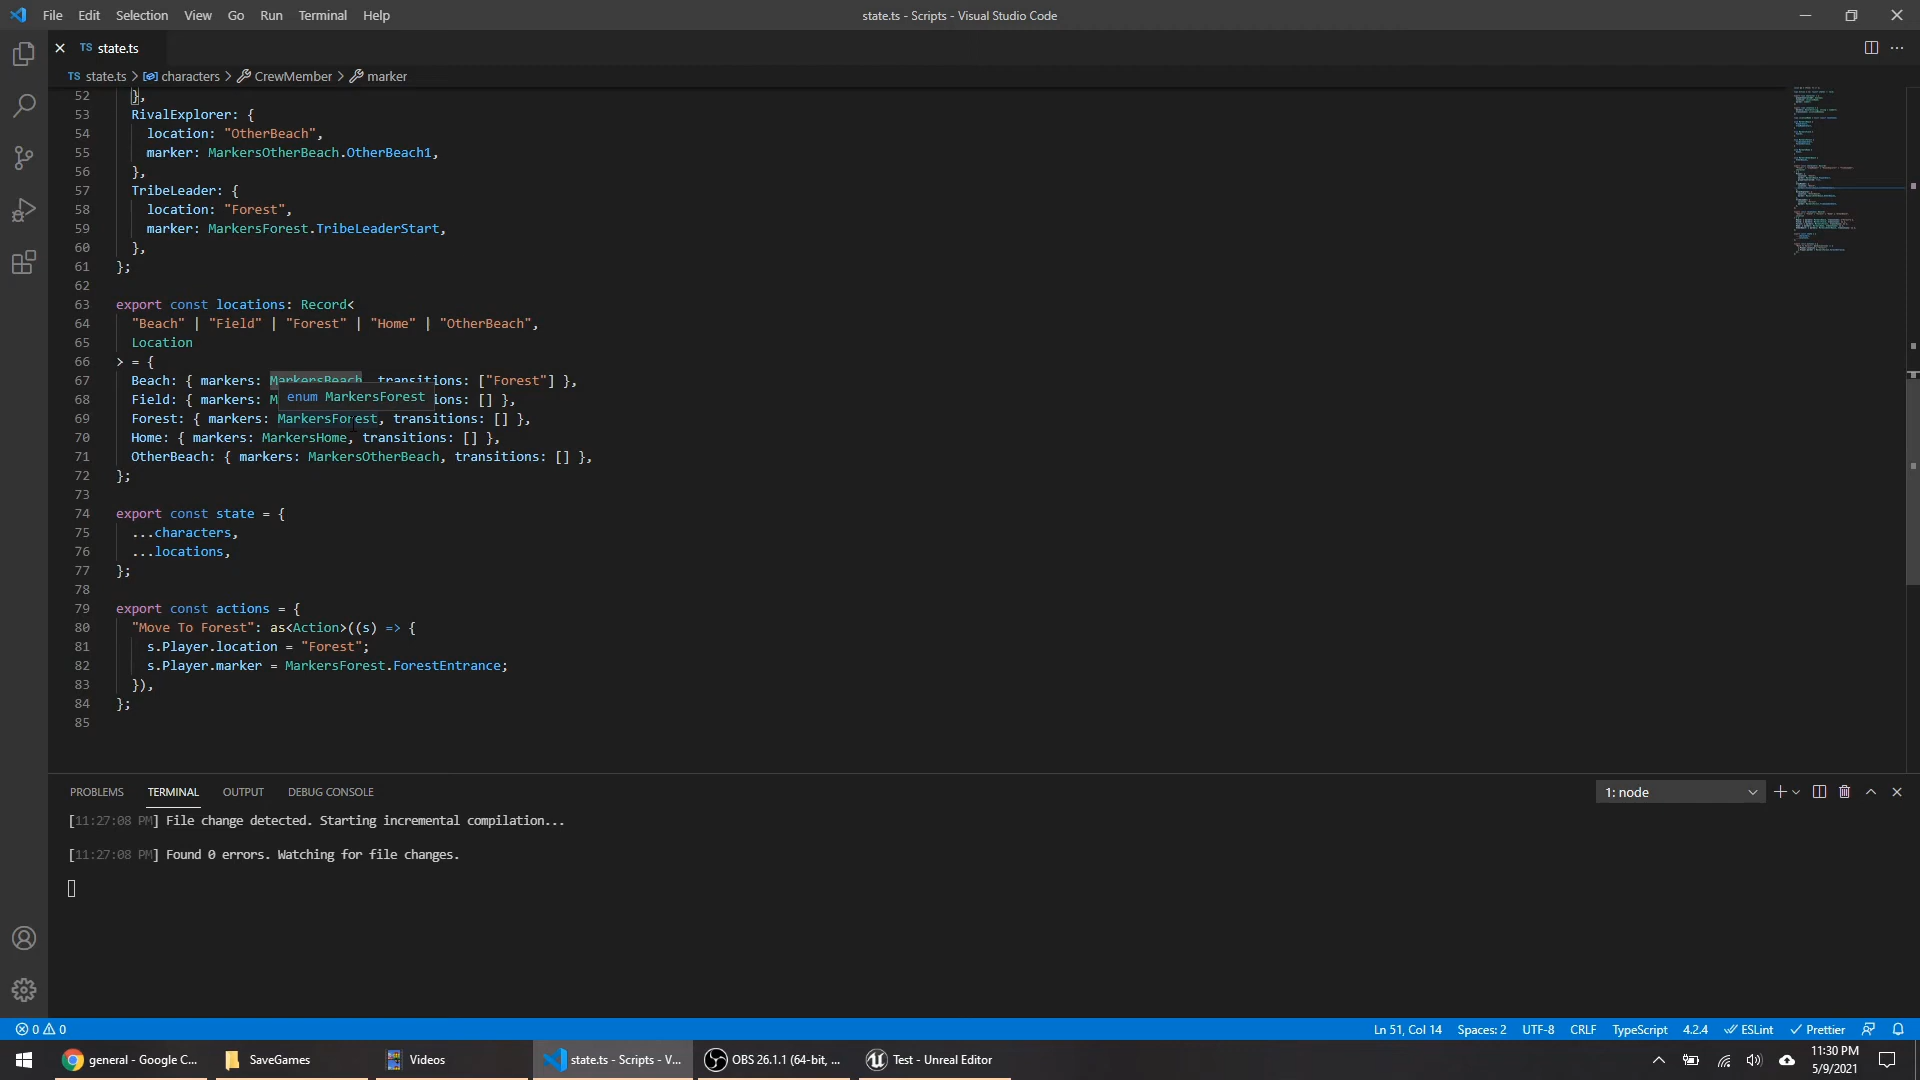 File Edit Selection View Go Run Terminal Help
state.ts - Scripts - Visual Studio Code
TS state.ts
TS state.ts > characters > CrewMember > marker
52 },
53 RivalExplorer: {
54 location: "OtherBeach",
55 marker: MarkersOtherBeach.OtherBeach1,
56 },
57 TribeLeader: {
58 location: "Forest",
59 marker: MarkersForest.TribeLeaderStart,
60 },
61 };
62
63 export const locations: Record<
64 "Beach" | "Field" | "Forest" | "Home" | "OtherBeach",
65 Location
66 > = {
67 Beach: { markers: MarkersBeach, transitions: ["Forest"] },
68 Field: { markers: M
enum MarkersForest
ions: [] },
69 Forest: { markers: MarkersForest, transitions: [] },
70 Home: { markers: MarkersHome, transitions: [] },
71 OtherBeach: { markers: MarkersOtherBeach, transitions: [] },
72 };
73
74 export const state = {
75 ...characters,
76 ...locations,
77 };
78
79 export const actions = {
80 "Move To Forest": as<Action>((s) => {
81 s.Player.location = "Forest";
82 s.Player.marker = MarkersForest.ForestEntrance;
83 }),
84 };
85
PROBLEMS TERMINAL OUTPUT DEBUG CONSOLE
1: node
[11:27:08 PM] File change detected. Starting incremental compilation...
[11:27:08 PM] Found 0 errors. Watching for file changes.
0 0
Ln 51, Col 14 Spaces: 2 UTF-8 CRLF TypeScript 4.2.4 ESLint Prettier
general - Google C...
SaveGames
Videos
state.ts - Scripts - V...
OBS 26.1.1 (64-bit, ...
Test - Unreal Editor
11:30 PM
5/9/2021